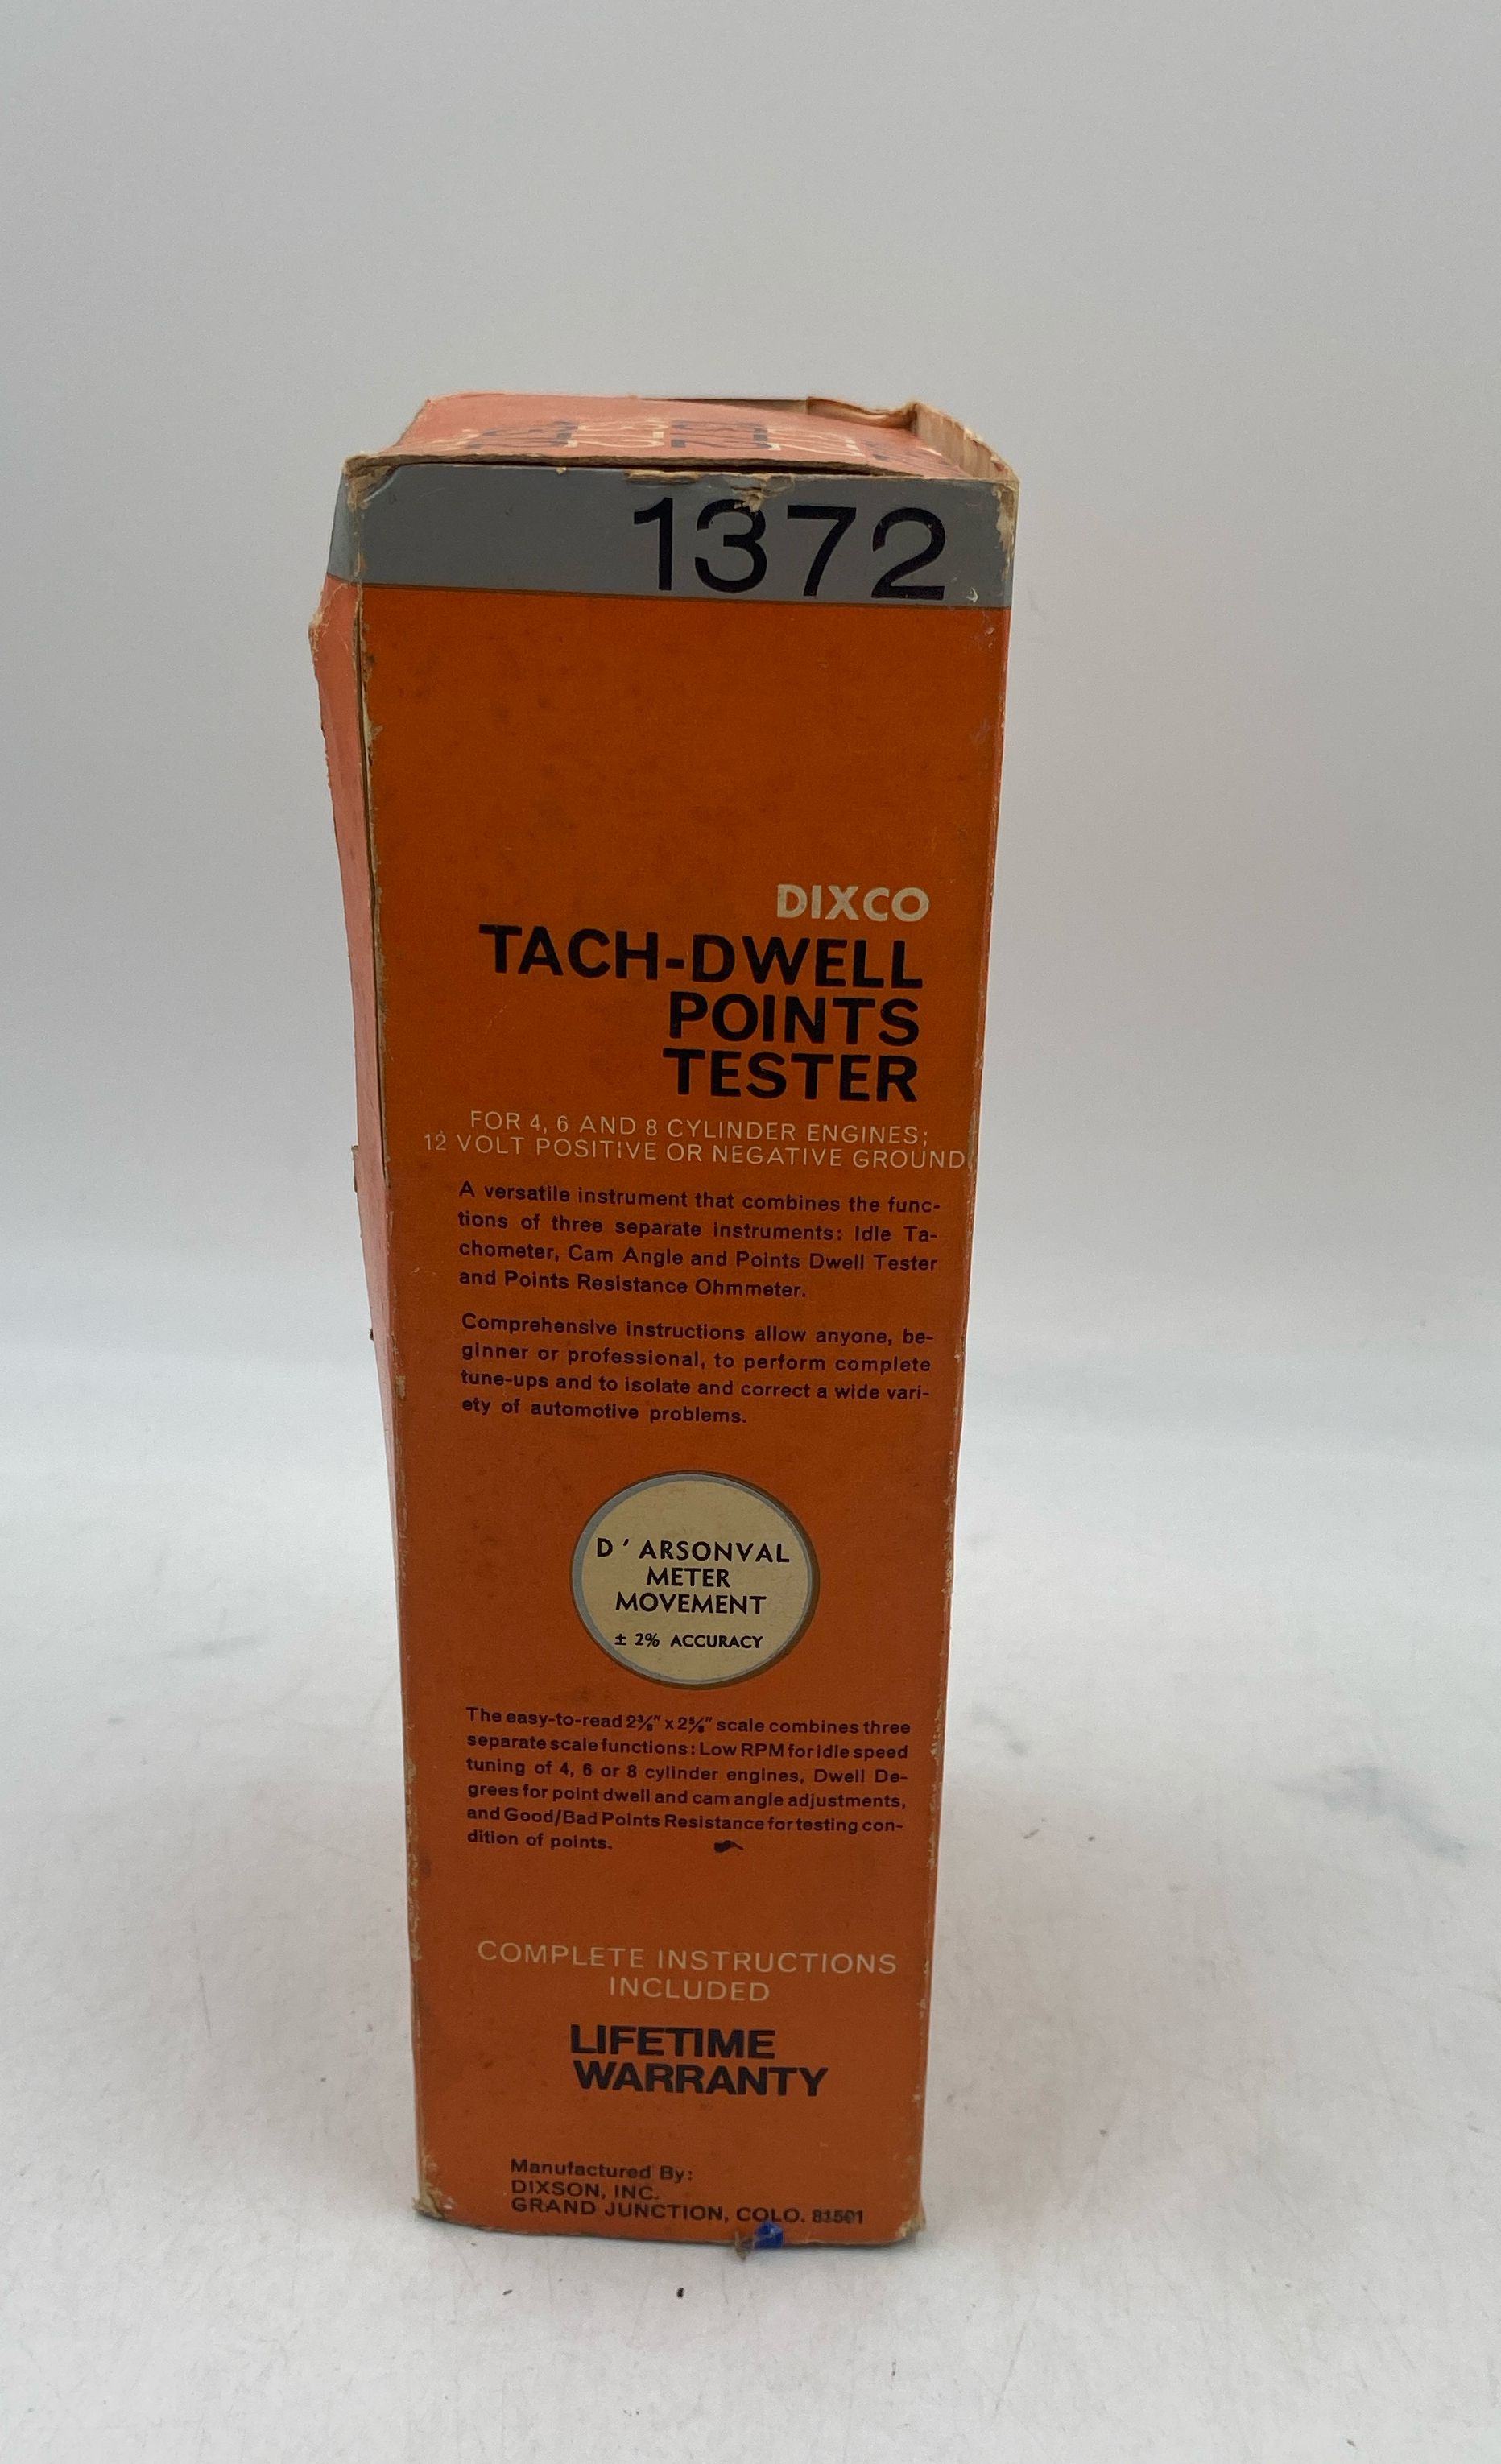 1372
DIXCO
TACH-DWELL
POINTS
TESTER
FOR 4, 6 AND 8 CYLINDER ENGINES;
12 VOLT POSITIVE OR NEGATIVE GROUND
A versatile instrument that combines the func-
tions of three separate instruments: Idle Ta-
chometer, Cam Angle and Points Dwell Tester
and Points Resistance Ohmmeter.
Comprehensive instructions allow anyone, be-
ginner or professional, to perform complete
tune-ups and to isolate and correct a wide vari-
ety of automotive problems.
D'ARSONVAL
METER
MOVEMENT
± 2% ACCURACY
The easy-to-read 2⅜" x 2⅝" scale combines three
separate scale functions: Low RPM for idle speed
tuning of 4, 6 or 8 cylinder engines, Dwell De-
grees for point dwell and cam angle adjustments,
and Good/Bad Points Resistance for testing con-
dition of points.
COMPLETE INSTRUCTIONS
INCLUDED
LIFETIME
WARRANTY
Manufactured By:
DIXSON, INC.
GRAND JUNCTION, COLO. 81501